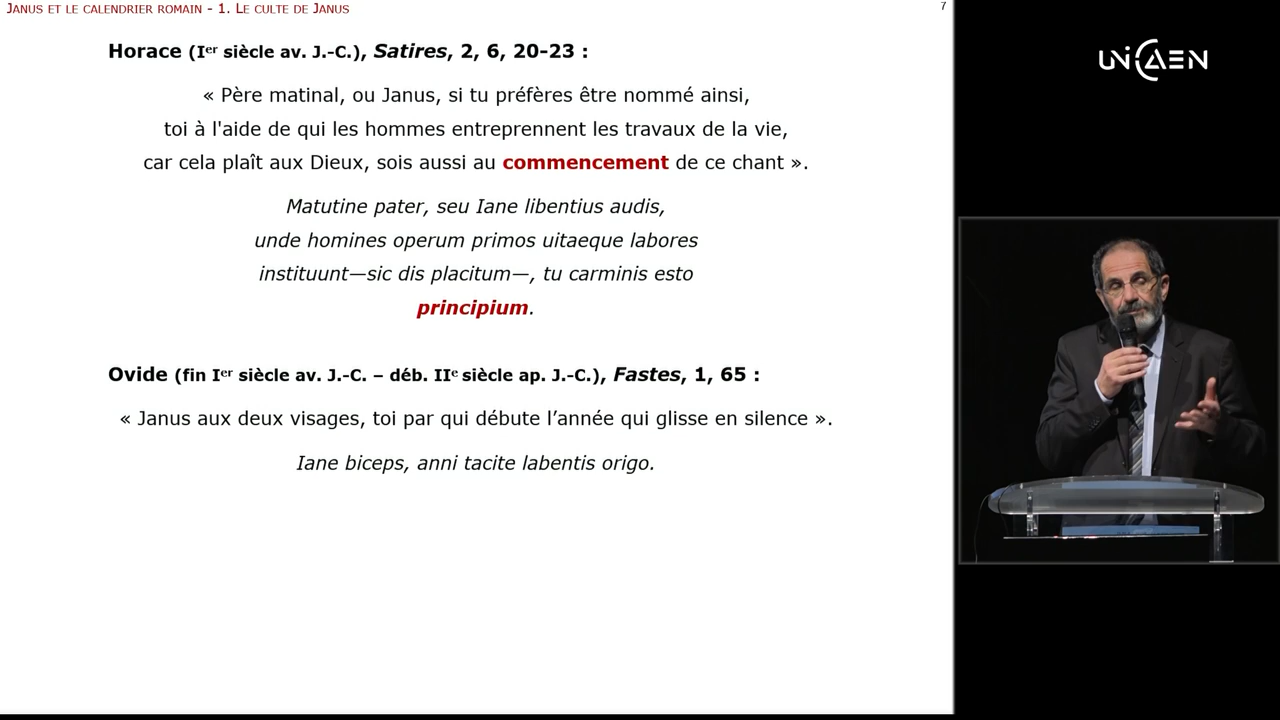 Janus et le calendrier romain - 1. Le culte de Janus
7
Horace (Ier siècle av. J.-C.), Satires, 2, 6, 20-23 :
« Père matinal, ou Janus, si tu préfères être nommé ainsi,
toi à l'aide de qui les hommes entreprennent les travaux de la vie,
car cela plaît aux Dieux, sois aussi au commencement de ce chant ».
Matutine pater, seu Iane libentius audis,
unde homines operum primos uitaeque labores
instituunt—sic dis placitum—, tu carminis esto
principium.
Ovide (fin Ier siècle av. J.-C. – déb. IIe siècle ap. J.-C.), Fastes, 1, 65 :
« Janus aux deux visages, toi par qui débute l’année qui glisse en silence ».
Iane biceps, anni tacite labentis origo.
UNICAEN